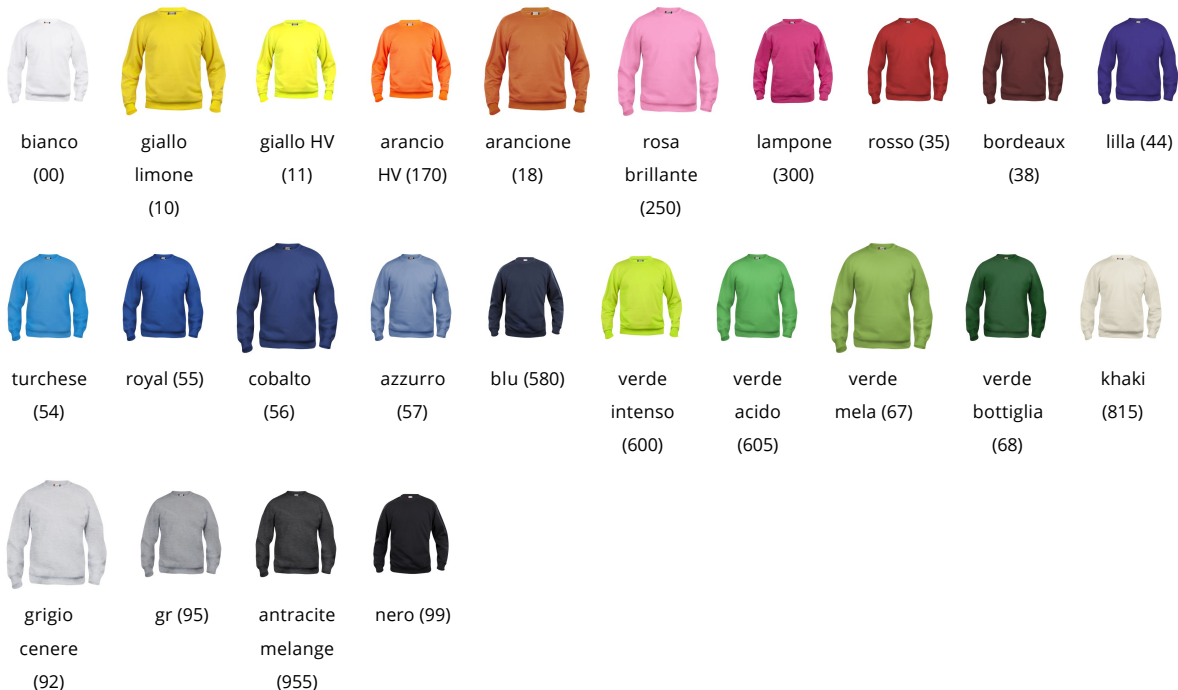 bianco
(00)
giallo
limone
(10)
giallo HV
(11)
arancio
HV (170)
arancione
(18)
rosa
brillante
(250)
lampone
(300)
rosso (35)
bordeaux
(38)
lilla (44)
turchese
(54)
royal (55)
cobalto
(56)
azzurro
(57)
blu (580)
verde
intenso
(600)
verde
acido
(605)
verde
mela (67)
verde
bottiglia
(68)
khaki
(815)
grigio
cenere
(92)
gr (95)
antracite
melange
(955)
nero (99)